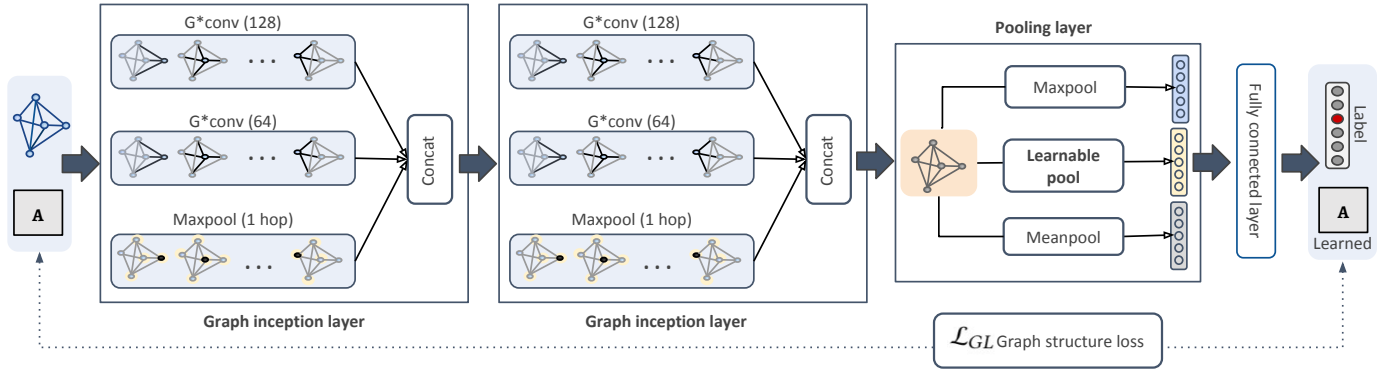 G*conv (128)
G*conv (64)
Maxpool (1 hop)
Concat
Graph inception layer
G*conv (128)
G*conv (64)
Maxpool (1 hop)
Concat
Graph inception layer
Pooling layer
Maxpool
Learnable
pool
Meanpool
Fully connected layer
Label
A
Learned
A
ℒGL Graph structure loss